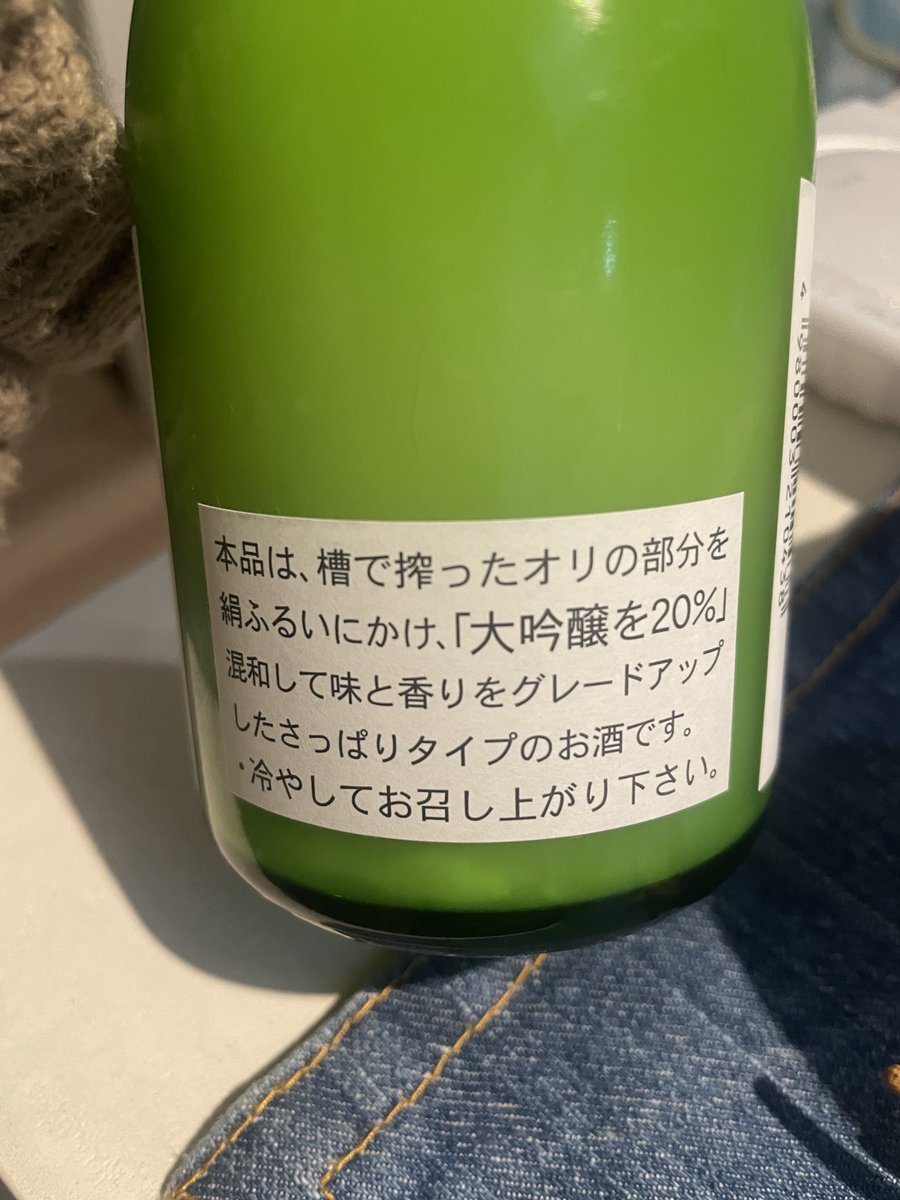 本品は、槽で搾ったオリの部分を
絹ふるいにかけ、「大吟醸を20%」
混和して味と香りをグレードアップ
したさっぱりタイプのお酒です。
・冷やしてお召し上がり下さい。